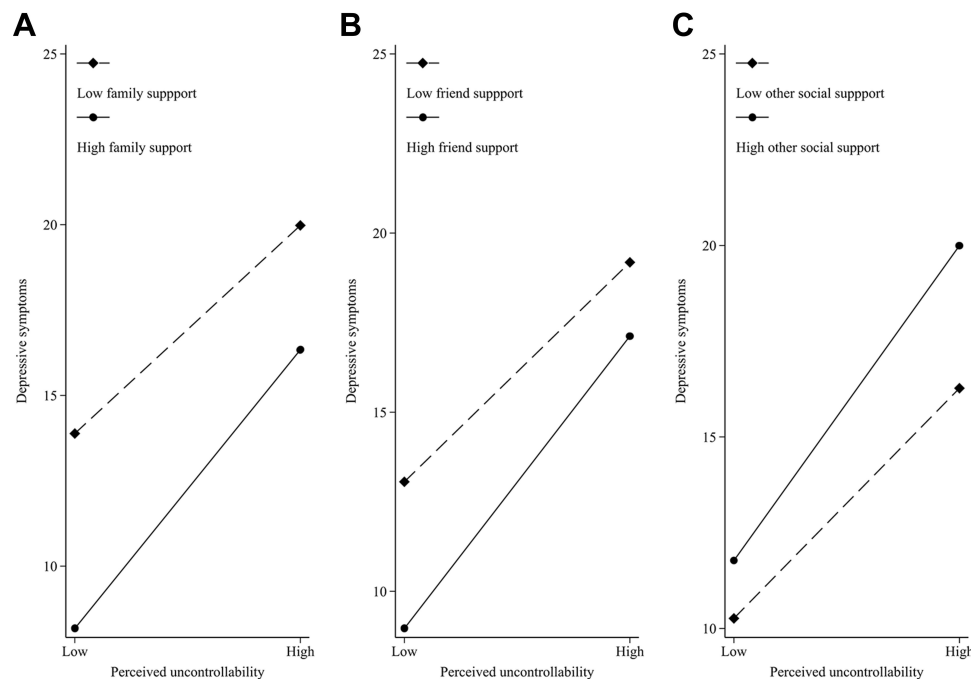 A
25
Low family suppport
High family support
20
15
10
Depressive symptoms
Low
High
Perceived uncontrollability
B
25
Low friend suppport
High friend support
20
15
10
Depressive symptoms
Low
High
Perceived uncontrollability
C
25
Low other social suppport
High other social support
20
15
10
Depressive symptoms
Low
High
Perceived uncontrollability